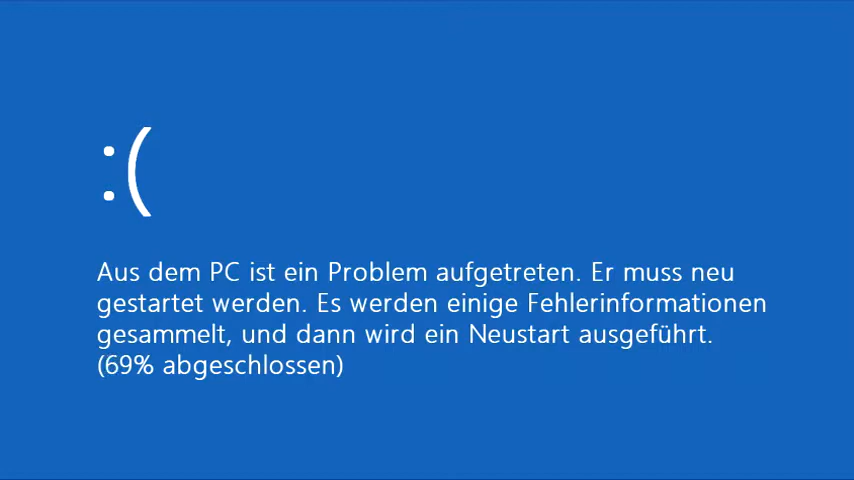 :(
Aus dem PC ist ein Problem aufgetreten. Er muss neu
gestartet werden. Es werden einige Fehlerinformationen
gesammelt, und dann wird ein Neustart ausgeführt.
(69% abgeschlossen)